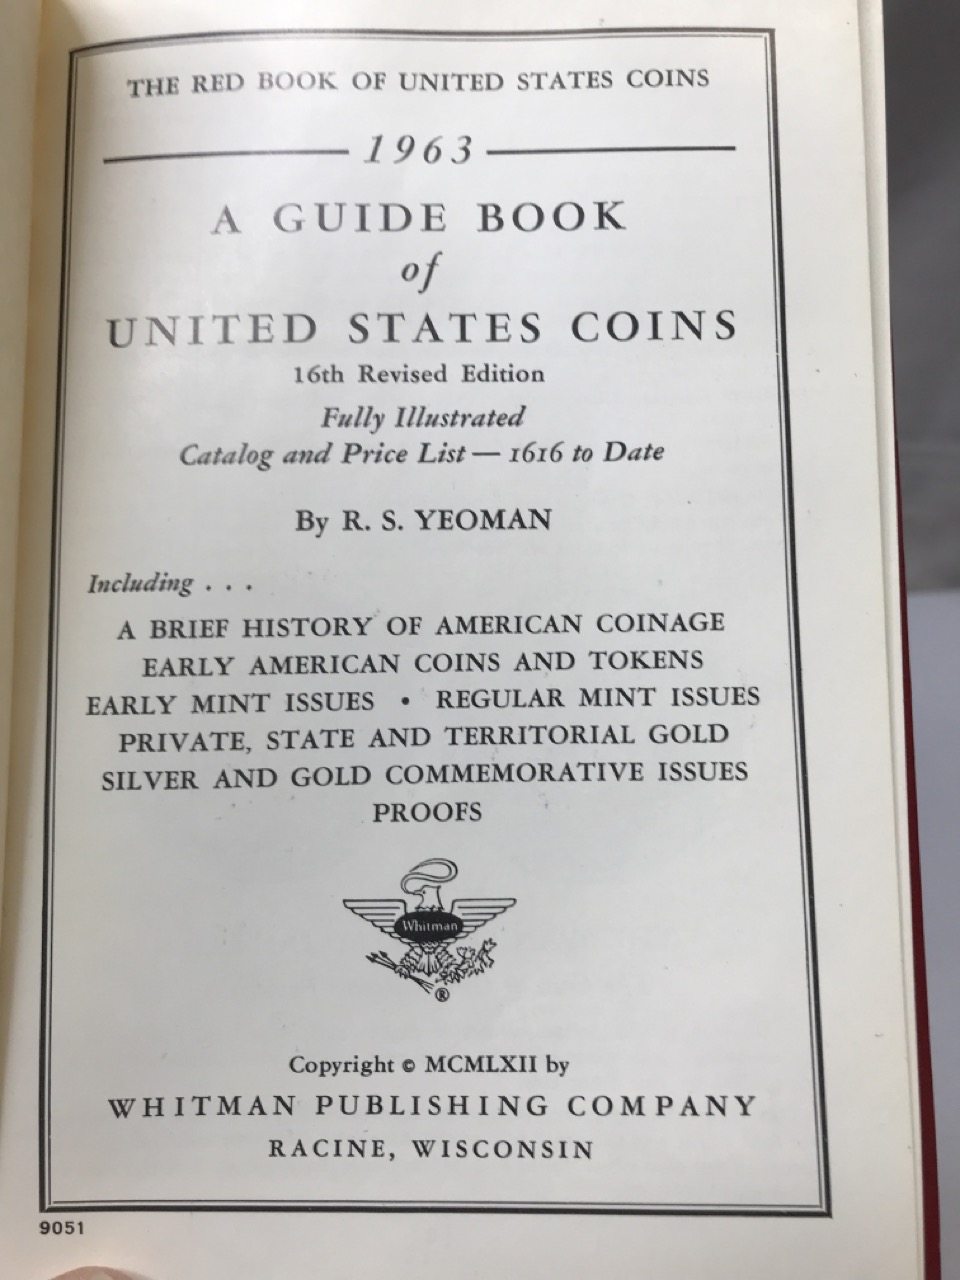 THE RED BOOK OF UNITED STATES COINS
1963
A GUIDE BOOK
of
UNITED STATES COINS
16th Revised Edition
Fully Illustrated
Catalog and Price List — 1616 to Date
By R. S. YEOMAN
Including . . .
A BRIEF HISTORY OF AMERICAN COINAGE
EARLY AMERICAN COINS AND TOKENS
EARLY MINT ISSUES • REGULAR MINT ISSUES
PRIVATE, STATE AND TERRITORIAL GOLD
SILVER AND GOLD COMMEMORATIVE ISSUES
PROOFS
Whitman
®
Copyright © MCMLXII by
WHITMAN PUBLISHING COMPANY
RACINE, WISCONSIN
9051